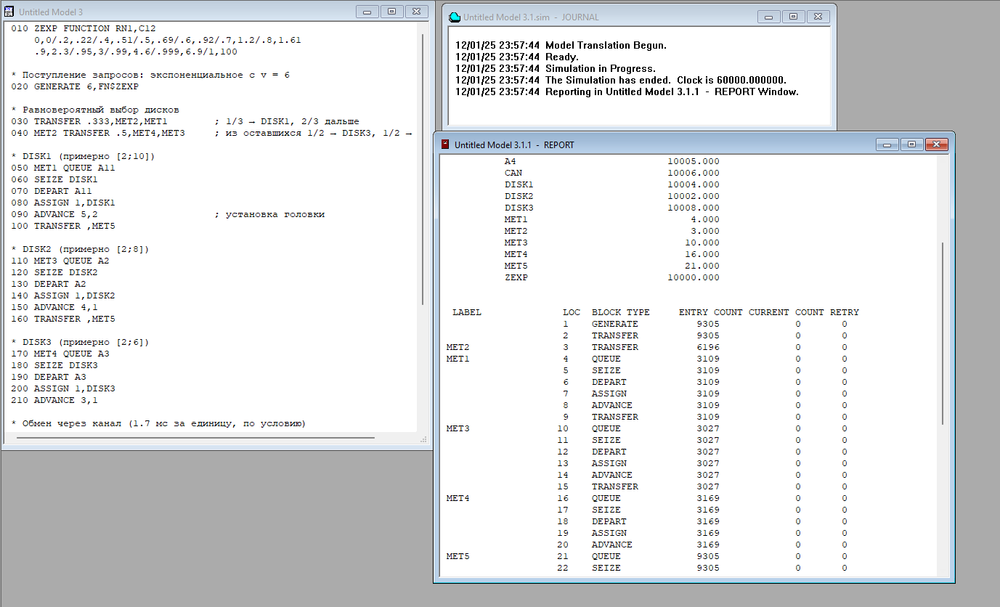 Untitled Model 3
010 ZEXP FUNCTION RN1,C12
0,0/.2,.22/.4,.51/.5,.69/.6,.92/.7,1.2/.8,1.61
.9,2.3/.95,3/.99,4.6/.999,6.9/1,100
* Поступление запросов: экспоненциальное с v = 6
020 GENERATE 6,FN$ZEXP
* Равновероятный выбор дисков
030 TRANSFER .333,MET2,MET1 ; 1/3 → DISK1, 2/3 дальше
040 MET2 TRANSFER .5,MET4,MET3 ; из оставшихся 1/2 → DISK3, 1/2 →
* DISK1 (примерно [2;10])
050 MET1 QUEUE A11
060 SEIZE DISK1
070 DEPART A11
080 ASSIGN 1,DISK1
090 ADVANCE 5,2 ; установка головки
100 TRANSFER ,MET5
* DISK2 (примерно [2;8])
110 MET3 QUEUE A2
120 SEIZE DISK2
130 DEPART A2
140 ASSIGN 1,DISK2
150 ADVANCE 4,1
160 TRANSFER ,MET5
* DISK3 (примерно [2;6])
170 MET4 QUEUE A3
180 SEIZE DISK3
190 DEPART A3
200 ASSIGN 1,DISK3
210 ADVANCE 3,1
* Обмен через канал (1.7 мс за единицу, по условию)
Untitled Model 3.1.sim - JOURNAL
12/01/25 23:57:44 Model Translation Begun.
12/01/25 23:57:44 Ready.
12/01/25 23:57:44 Simulation in Progress.
12/01/25 23:57:44 The Simulation has ended. Clock is 60000.000000.
12/01/25 23:57:44 Reporting in Untitled Model 3.1.1 - REPORT Window.
Untitled Model 3.1.1 - REPORT
A4 10005.000
CAN 10006.000
DISK1 10004.000
DISK2 10002.000
DISK3 10008.000
MET1 4.000
MET2 3.000
MET3 10.000
MET4 16.000
MET5 21.000
ZEXP 10000.000
LABEL LOC BLOCK TYPE ENTRY COUNT CURRENT COUNT RETRY
1 GENERATE 9305 0 0
2 TRANSFER 9305 0 0
MET2 3 TRANSFER 6196 0 0
MET1 4 QUEUE 3109 0 0
5 SEIZE 3109 0 0
6 DEPART 3109 0 0
7 ASSIGN 3109 0 0
8 ADVANCE 3109 0 0
9 TRANSFER 3109 0 0
MET3 10 QUEUE 3027 0 0
11 SEIZE 3027 0 0
12 DEPART 3027 0 0
13 ASSIGN 3027 0 0
14 ADVANCE 3027 0 0
15 TRANSFER 3027 0 0
MET4 16 QUEUE 3169 0 0
17 SEIZE 3169 0 0
18 DEPART 3169 0 0
19 ASSIGN 3169 0 0
20 ADVANCE 3169 0 0
MET5 21 QUEUE 9305 0 0
22 SEIZE 9305 0 0